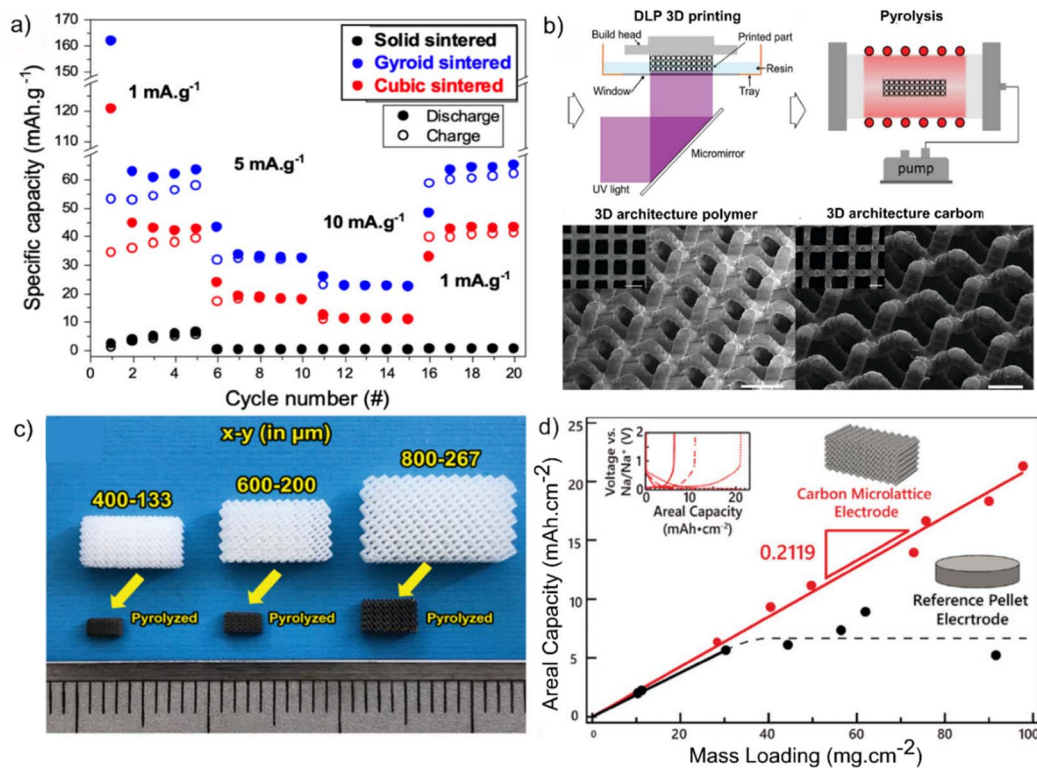 a)
Specific capacity (mAh.g-1)
170
160
150
120
60
50
40
30
20
10
0
Solid sintered
Gyroid sintered
Cubic sintered
Discharge
Charge
1 mA.g-1
5 mA.g-1
10 mA.g-1
1 mA.g-1
0 2 4 6 8 10 12 14 16 18 20
Cycle number (#)
b)
DLP 3D printing
Build head
Printed part
Resin
Window
Tray
Micromirror
UV light
Pyrolysis
pump
3D architecture polymer
3D architecture carbom
c)
x-y (in µm)
400-133
600-200
800-267
Pyrolyzed
Pyrolyzed
Pyrolyzed
d)
Areal Capacity (mAh.cm-2)
25
20
15
10
5
0
Voltage vs.
Na/Na+ (V)
2
1
0
0 10 20
Areal Capacity
(mAh•cm-2)
Carbon Microlattice
Electrode
0.2119
Reference Pellet
Elecrtrode
0 20 40 60 80 100
Mass Loading (mg.cm-2)